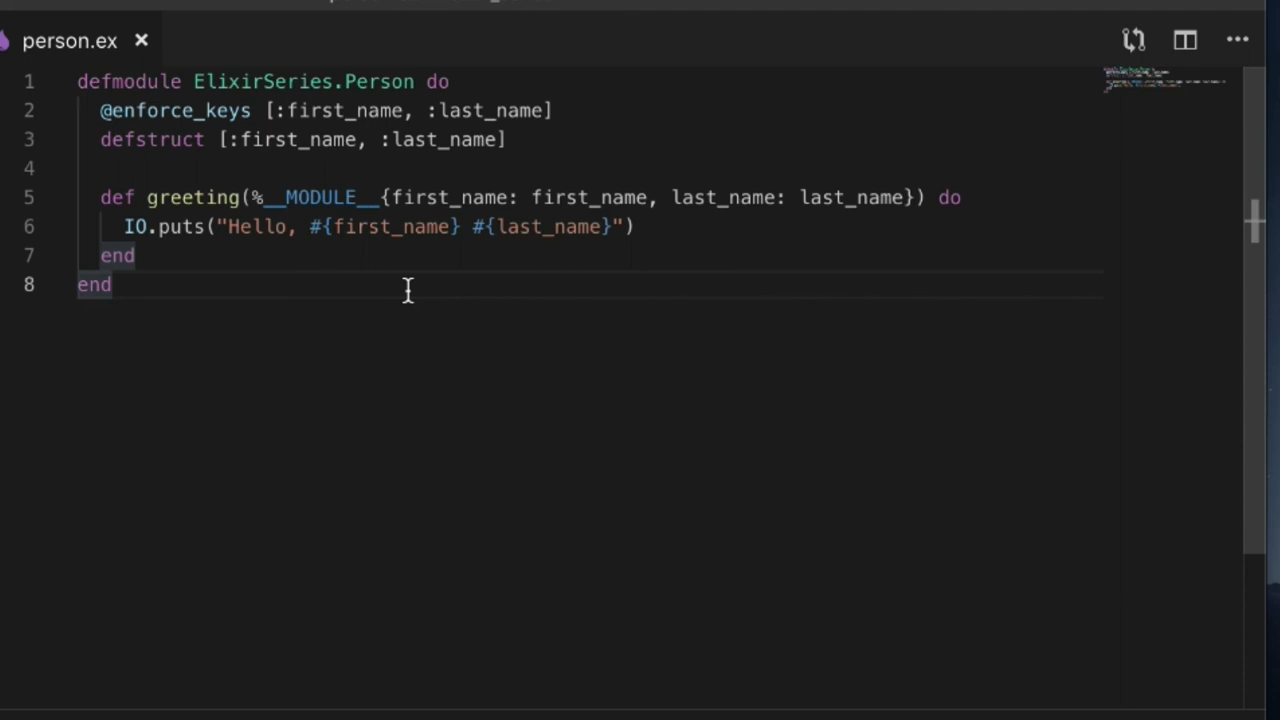 person.ex
1 defmodule ElixirSeries.Person do
2   @enforce_keys [:first_name, :last_name]
3   defstruct [:first_name, :last_name]
4
5   def greeting(%__MODULE__{first_name: first_name, last_name: last_name}) do
6     IO.puts("Hello, #{first_name} #{last_name}")
7   end
8 end